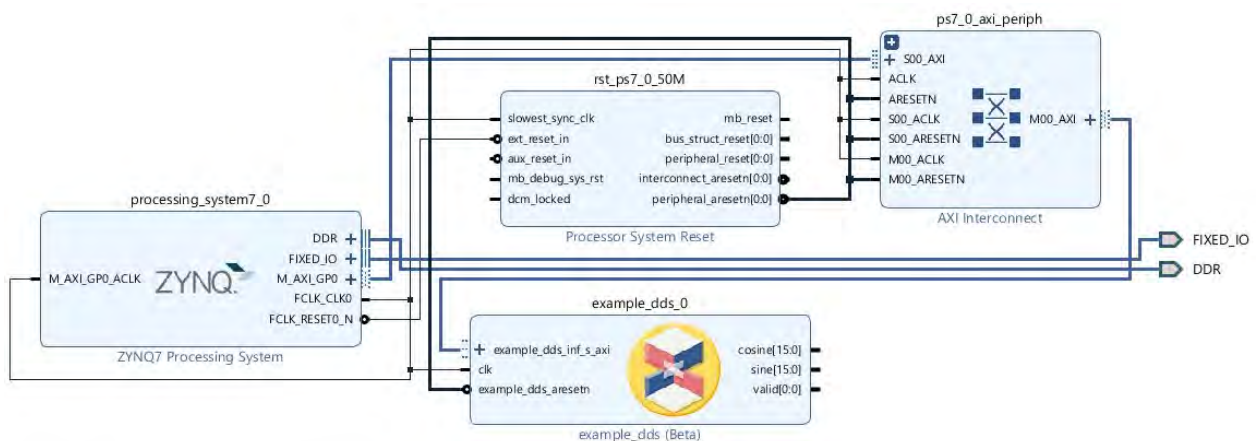 ps7_0_axi_periph
S00_AXI
ACLK
ARESETN
S00_ACLK
S00_ARESETN
M00_ACLK
M00_ARESETN
M00_AXI
AXI Interconnect
rst_ps7_0_50M
slowest_sync_clk
ext_reset_in
aux_reset_in
mb_debug_sys_rst
dcm_locked
mb_reset
bus_struct_reset[0:0]
peripheral_reset[0:0]
interconnect_aresetn[0:0]
peripheral_aresetn[0:0]
Processor System Reset
processing_system7_0
M_AXI_GP0_ACLK
ZYNQ
DDR
FIXED_IO
M_AXI_GP0
FCLK_CLK0
FCLK_RESET0_N
ZYNQ7 Processing System
FIXED_IO
DDR
example_dds_0
example_dds_inf_s_axi
clk
example_dds_aresetn
cosine[15:0]
sine[15:0]
valid[0:0]
example_dds (Beta)